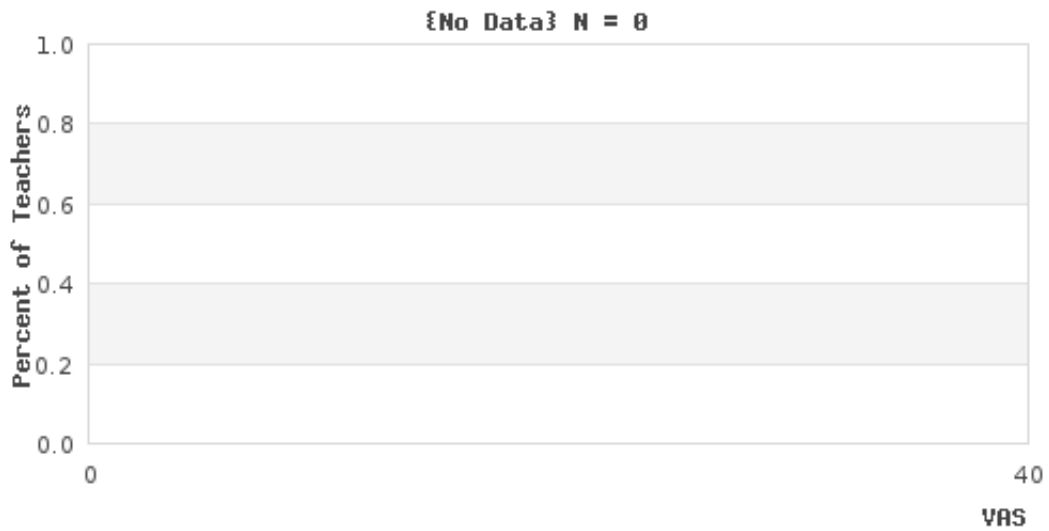 {No Data} N = 0
Percent of Teachers
1.0
0.8
0.6
0.4
0.2
0.0
0
40
VAS